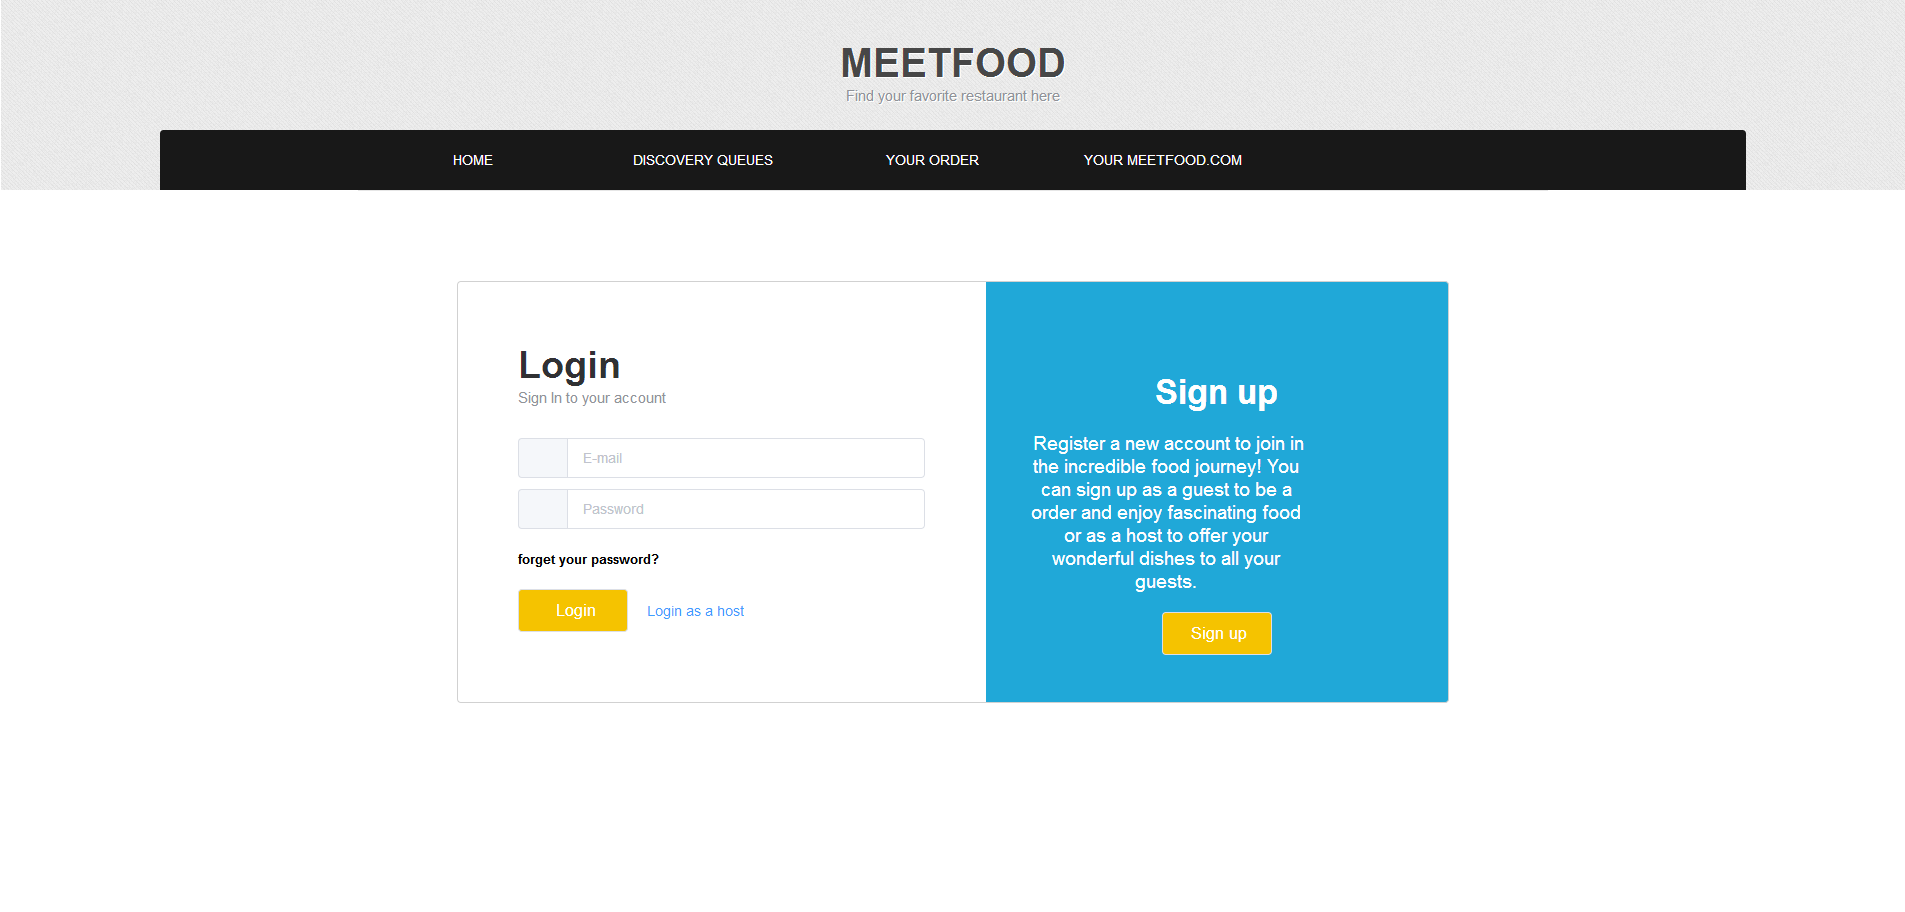 MEETFOOD
Find your favorite restaurant here
HOME DISCOVERY QUEUES YOUR ORDER YOUR MEETFOOD.COM
Login
Sign In to your account
E-mail
Password
forget your password?
Login Login as a host
Sign up
Register a new account to join in
the incredible food journey! You
can sign up as a guest to be a
order and enjoy fascinating food
or as a host to offer your
wonderful dishes to all your
guests.
Sign up